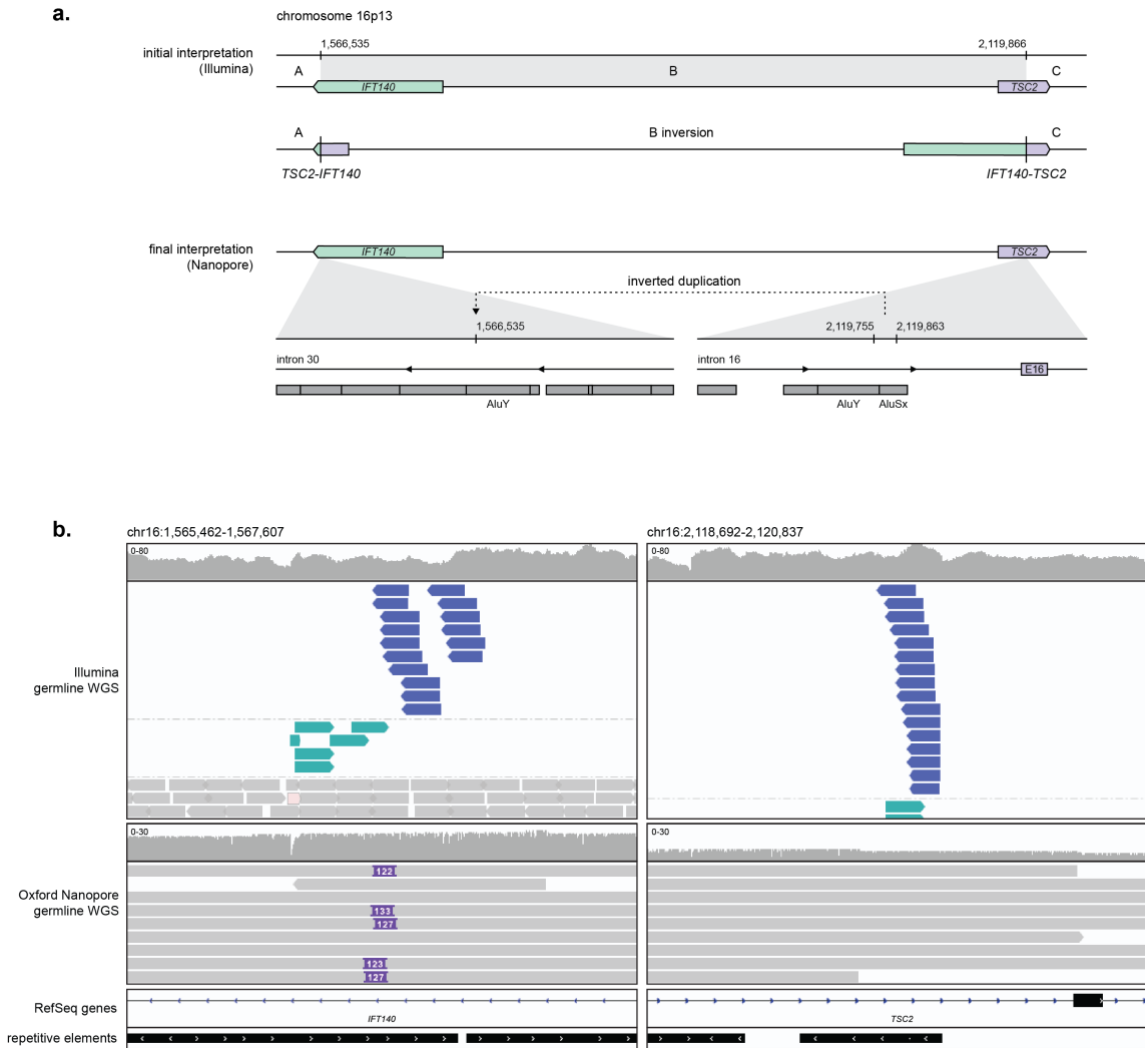 a.
chromosome 16p13
initial interpretation
(Illumina)
1,566,535
2,119,866
A
B
C
IFT140
TSC2
A
B inversion
C
TSC2-IFT140
IFT140-TSC2
final interpretation
(Nanopore)
IFT140
TSC2
inverted duplication
1,566,535
2,119,755
2,119,863
intron 30
intron 16
E16
AluY
AluY
AluSx
b.
chr16:1,565,462-1,567,607
chr16:2,118,692-2,120,837
0-80
0-80
Illumina
germline WGS
0-30
0-30
Oxford Nanopore
germline WGS
122
133
127
123
127
RefSeq genes
IFT140
TSC2
repetitive elements